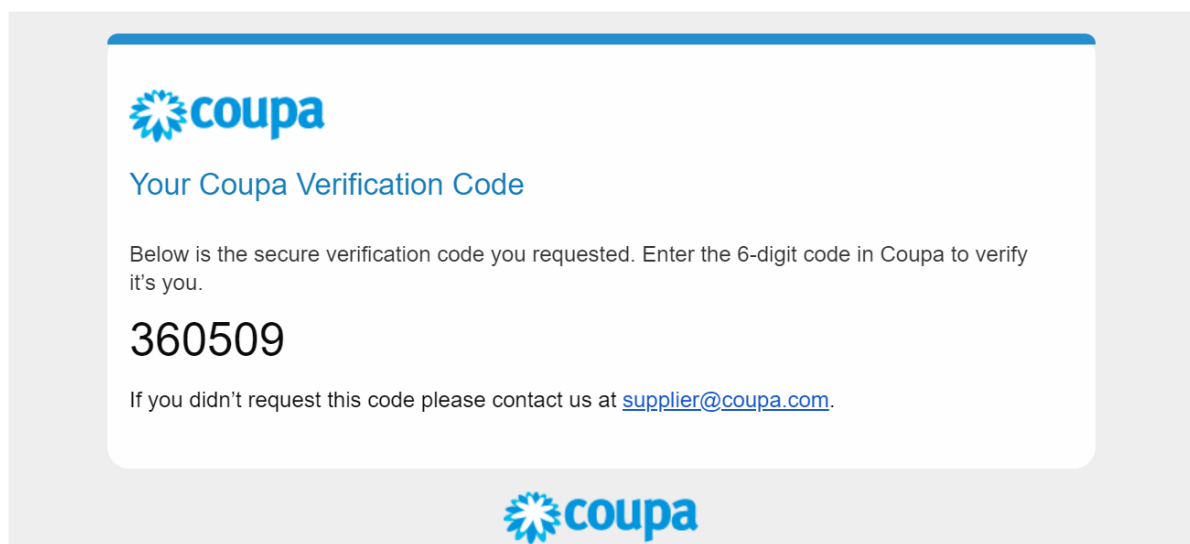 coupa
Your Coupa Verification Code
Below is the secure verification code you requested. Enter the 6-digit code in Coupa to verify
it’s you.
360509
If you didn’t request this code please contact us at supplier@coupa.com.
coupa